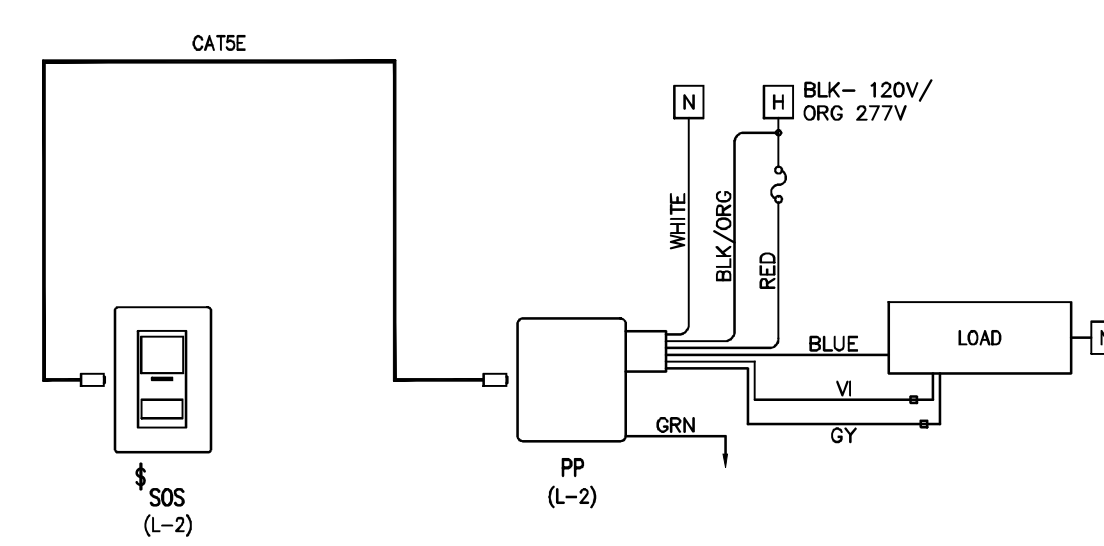 CAT5E
N
H
BLK- 120V/
ORG 277V
WHITE
BLK/ORG
RED
BLUE
LOAD
VI
GY
GRN
PP
(L-2)
$
SOS
(L-2)